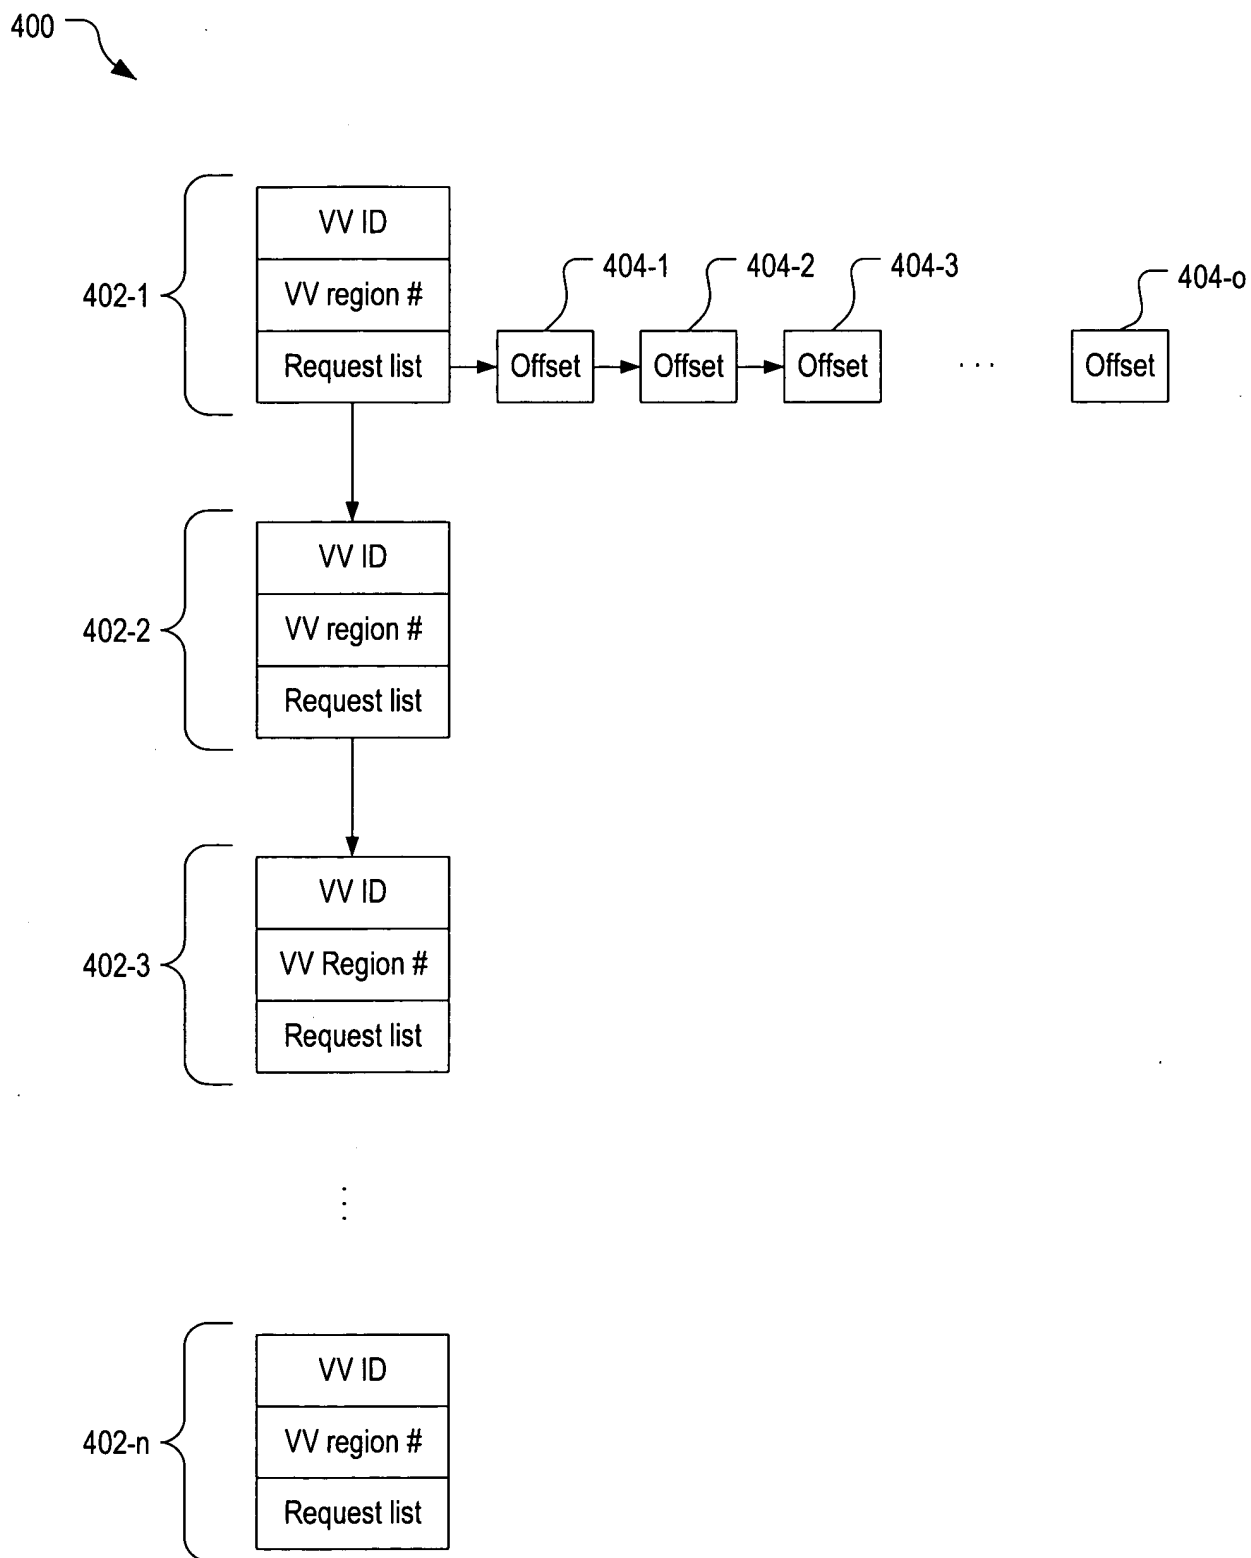 400
402-1
VV ID
VV region #
Request list
404-1
404-2
404-3
404-o
Offset
Offset
Offset
. . .
Offset
402-2
VV ID
VV region #
Request list
402-3
VV ID
VV Region #
Request list
402-n
VV ID
VV region #
Request list